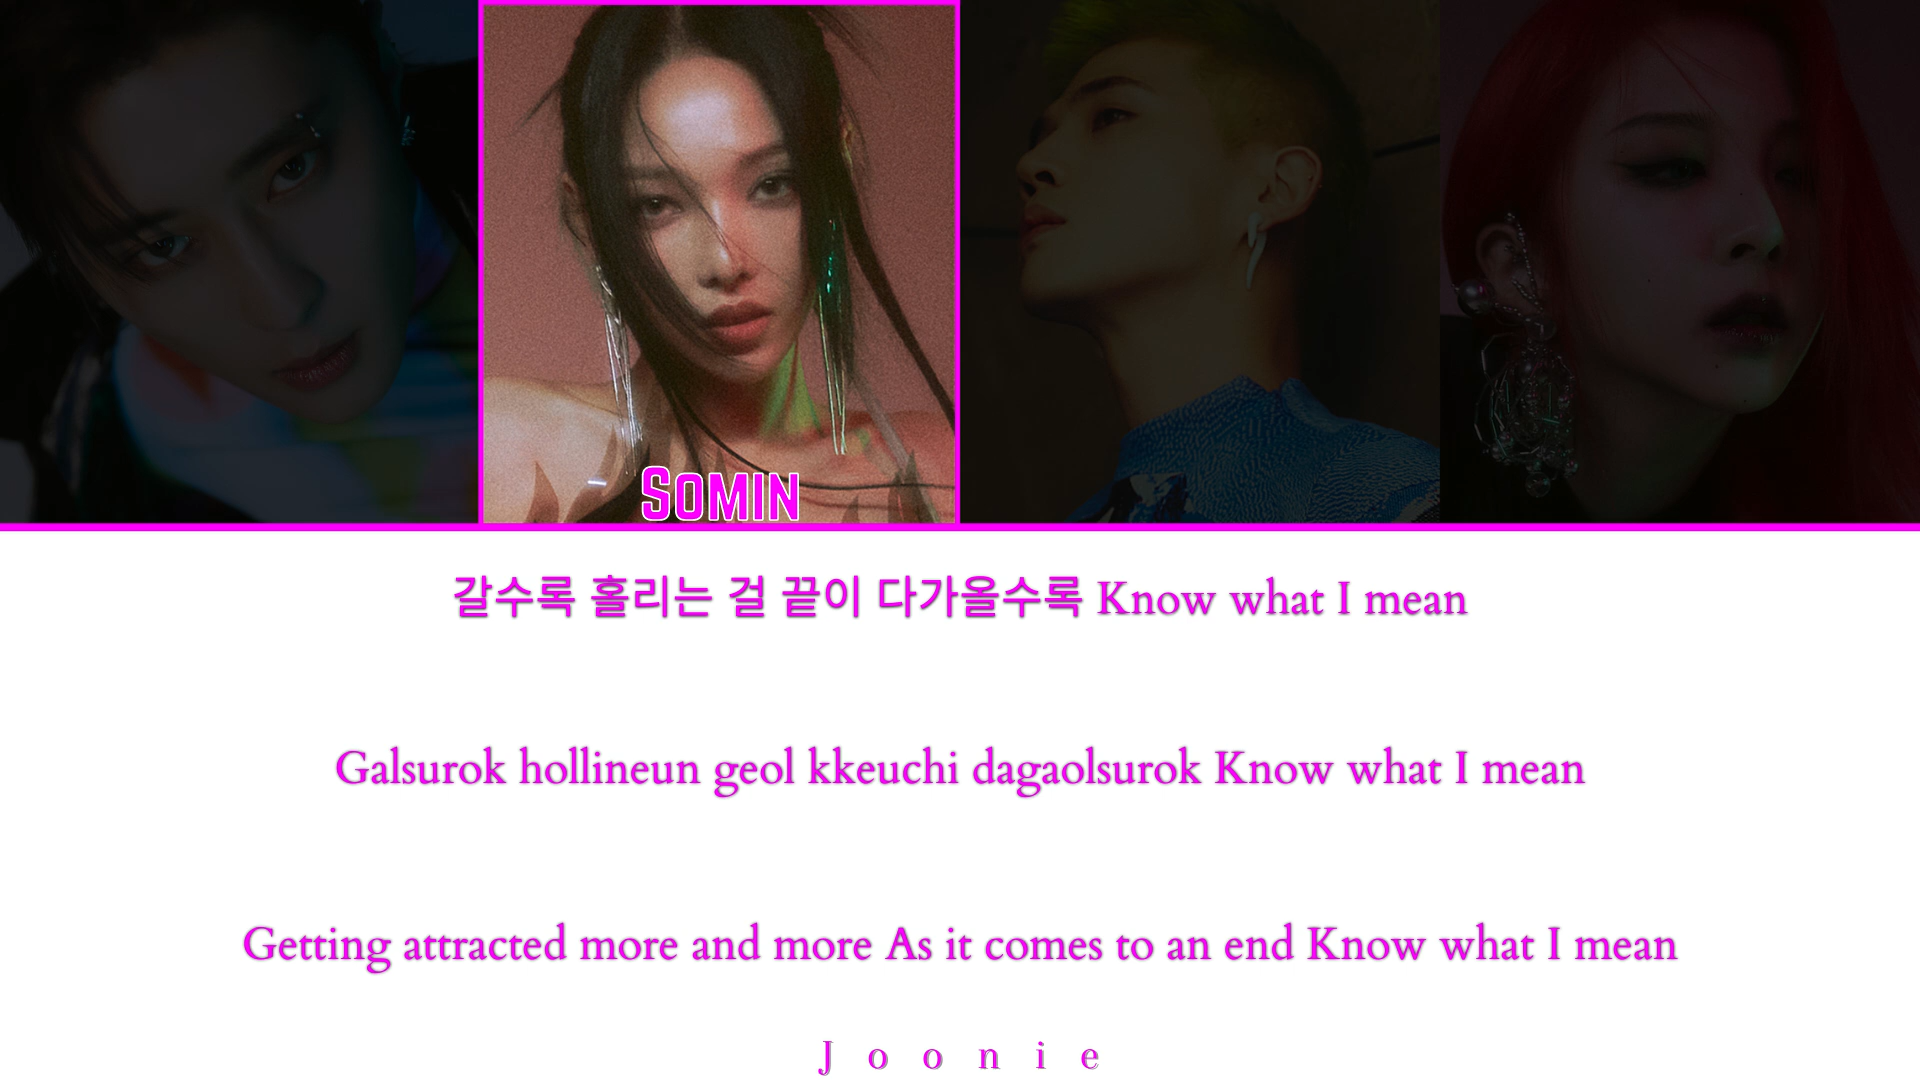 Somin
갈수록 홀리는 걸 끝이 다가올수록 Know what I mean
Galsurok hollineun geol kkeuchi dagaolsurok Know what I mean
Getting attracted more and more As it comes to an end Know what I mean
Joonie